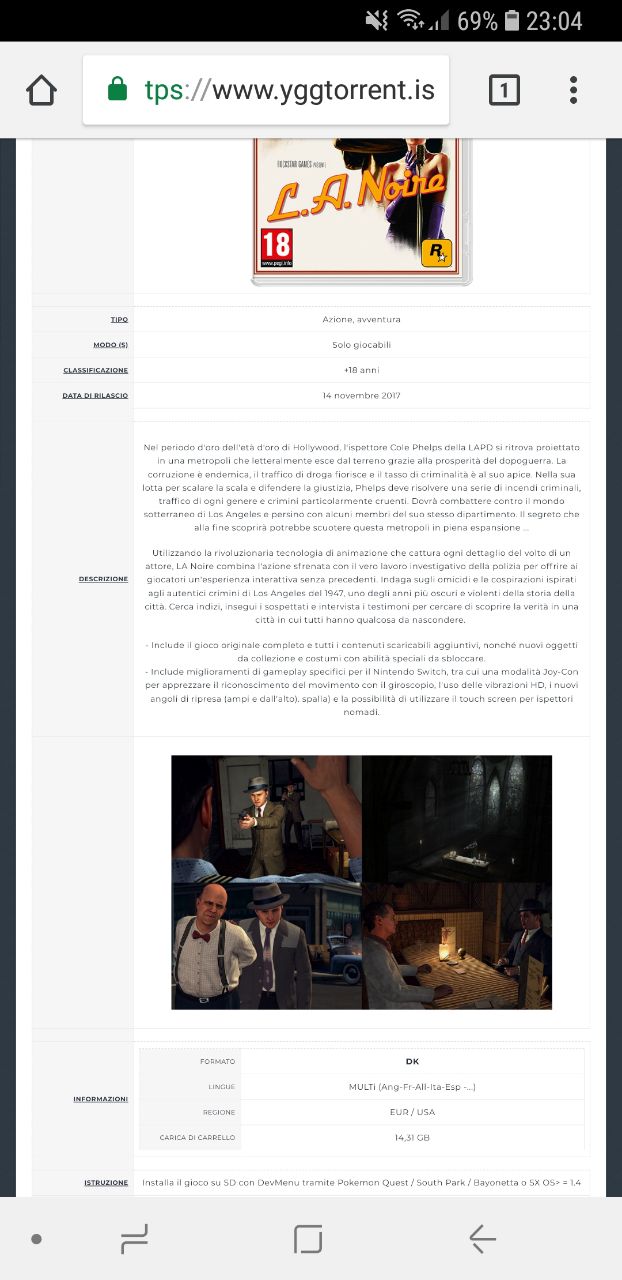 69% 23:04
tps://www.yggtorrent.is
1
ROCKSTAR GAMES
L.A. Noire
18
www.pegi.info
R
TIPO Azione, avventura
MODO (S) Solo giocabili
CLASSIFICAZIONE +18 anni
DATA DI RILASCIO 14 novembre 2017
Nel periodo d'oro dell'età d'oro di Hollywood, l'ispettore Cole Phelps della LAPD si ritrova proiettato
in una metropoli che letteralmente esce dal terreno grazie alla prosperità del dopoguerra. La
corruzione è endemica, il traffico di droga fiorisce e il tasso di criminalità è al suo apice. Nella sua
lotta per scalare la scala e difendere la giustizia, Phelps deve risolvere una serie di incendi criminali,
traffico di ogni genere e crimini particolarmente cruenti. Dovrà combattere contro il mondo
sotterraneo di Los Angeles e persino con alcuni membri del suo stesso dipartimento. Il segreto che
alla fine scoprirà potrebbe scuotere questa metropoli in piena espansione ...
Utilizzando la rivoluzionaria tecnologia di animazione che cattura ogni dettaglio del volto di un
attore, LA Noire combina l'azione sfrenata con il vero lavoro investigativo della polizia per offrire ai
DESCRIZIONE giocatori un'esperienza interattiva senza precedenti. Indaga sugli omicidi e le cospirazioni ispirati
agli autentici crimini di Los Angeles del 1947, uno degli anni più oscuri e violenti della storia della
città. Cerca indizi, insegui i sospettati e intervista i testimoni per cercare di scoprire la verità in una
città in cui tutti hanno qualcosa da nascondere.
- Include il gioco originale completo e tutti i contenuti scaricabili aggiuntivi, nonché nuovi oggetti
da collezione e costumi con abilità speciali da sbloccare.
- Include miglioramenti di gameplay specifici per il Nintendo Switch, tra cui una modalità Joy-Con
per apprezzare il riconoscimento del movimento con il giroscopio, l'uso delle vibrazioni HD, i nuovi
angoli di ripresa (ampi e dall'alto). spalla) e la possibilità di utilizzare il touch screen per ispettori
nomadi.
INFORMAZIONI
FORMATO DK
LINGUE MULTi (Ang-Fr-All-Ita-Esp -...)
REGIONE EUR / USA
CARICA DI CARRELLO 14,31 GB
ISTRUZIONE Installa il gioco su SD con DevMenu tramite Pokemon Quest / South Park / Bayonetta o SX OS> = 1.4